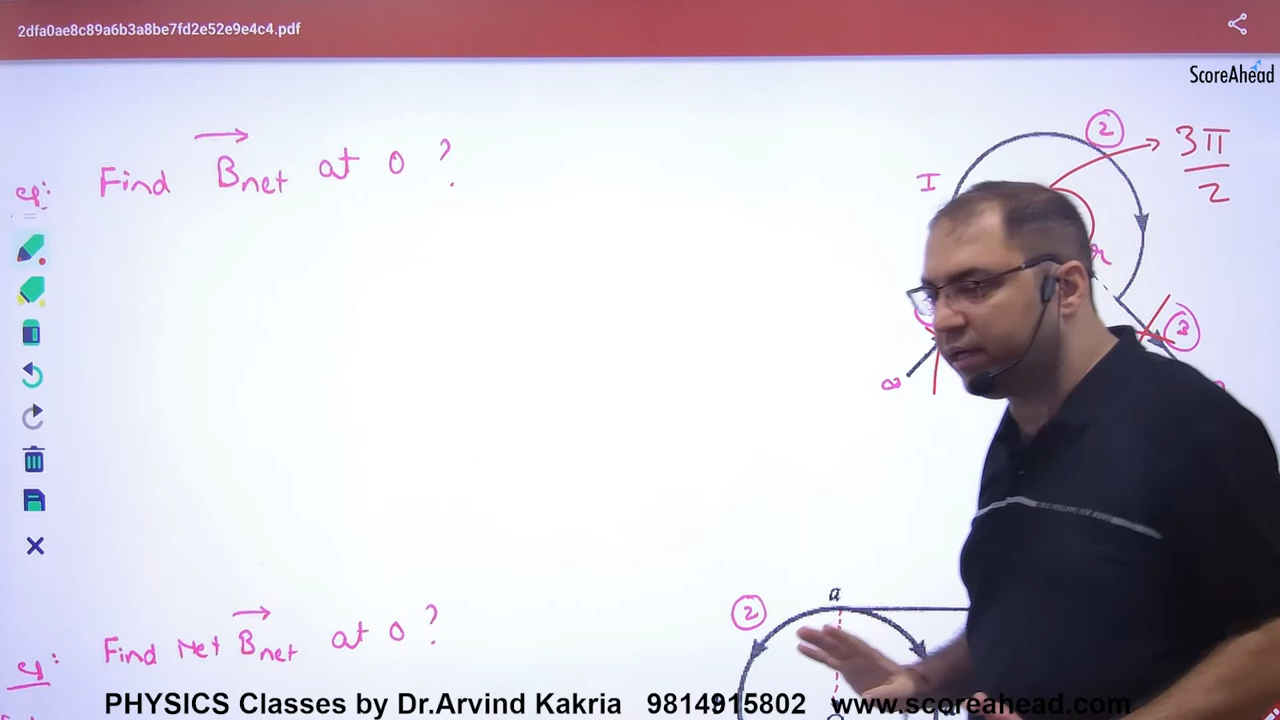 2dfa0ae8c89a6b3a8be7fd2e52e9e4c4.pdf
ScoreAhead
eg: Find B net at O ?
I
2
3π
2
r
3
∞
a
2
eg: Find Net B net at O ?
PHYSICS Classes by Dr.Arvind Kakria 9814915802 www.scoreahead.com